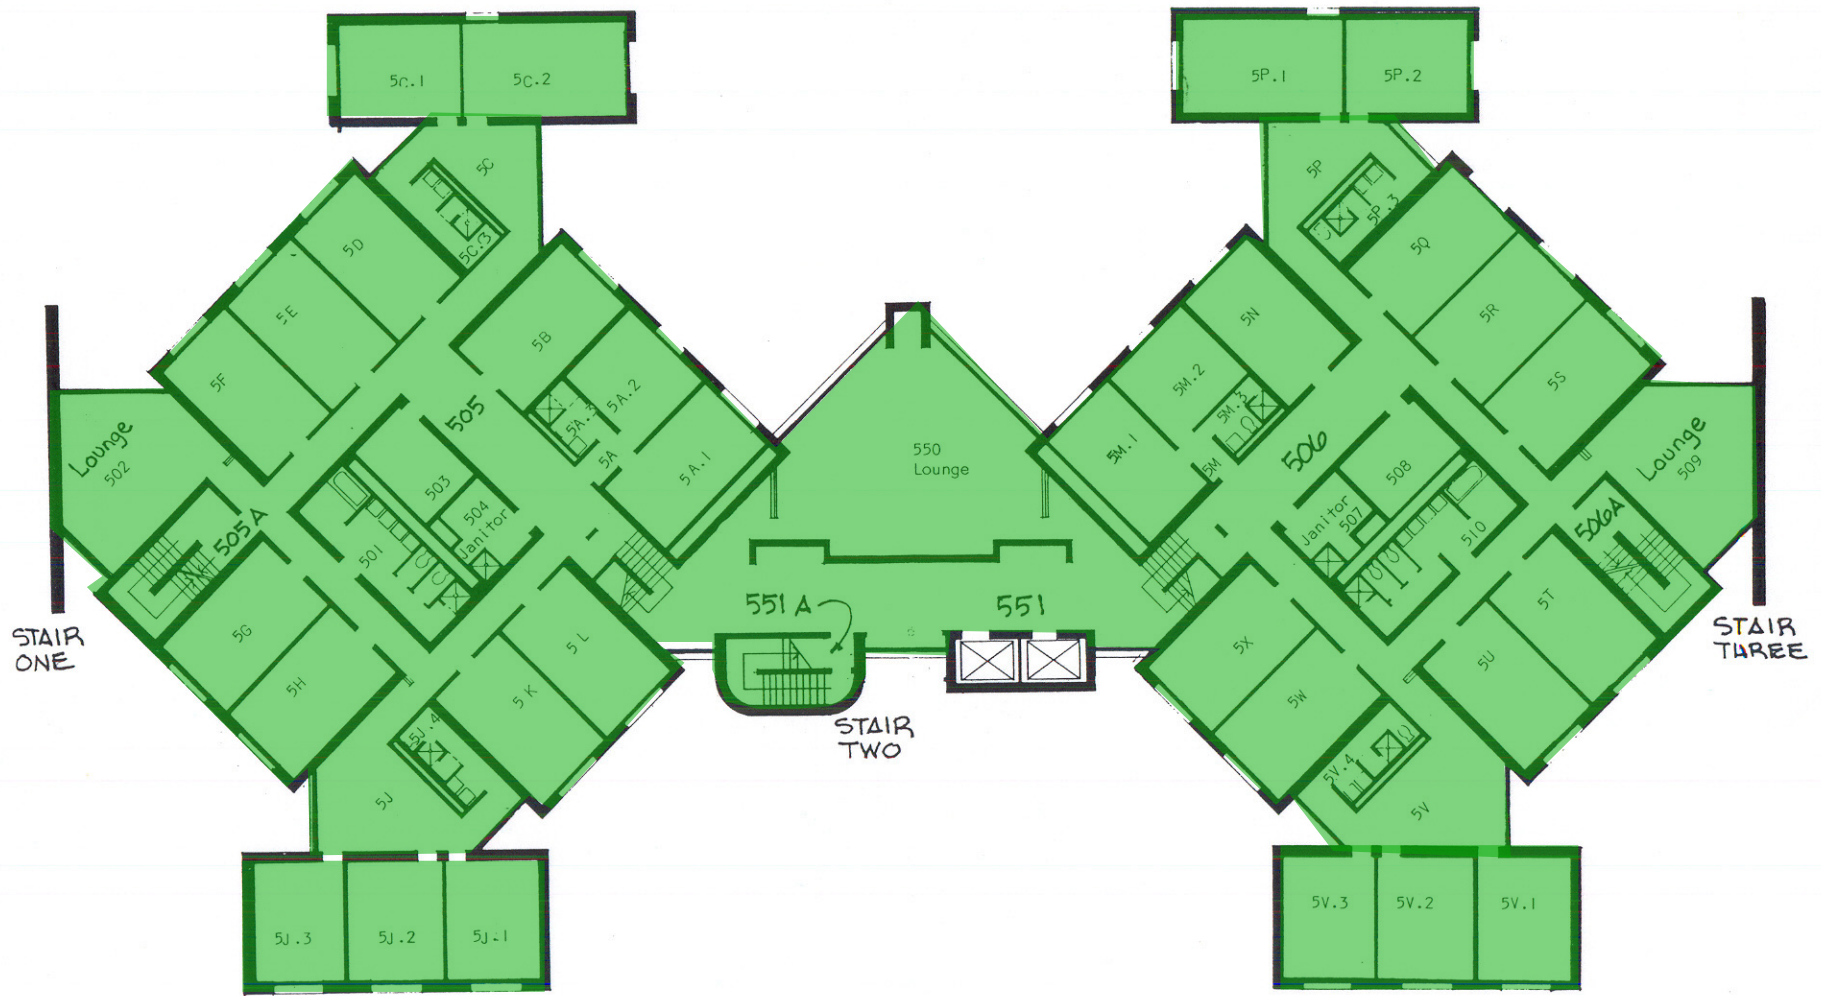 5C.1
5C.2
5P.1
5P.2
5C
5C.3
5P
5P.3
5D
5E
5F
5B
5A.2
5A.3
5A
5A.1
505
Lounge
502
505A
503
504
Janitor
501
5G
5H
5L
5K
5J.4
5J
5J.3
5J.2
5J.1
STAIR
ONE
550
Lounge
551A
551
STAIR
TWO
5N
5M.2
5M.3
5M.1
5M
506
5Q
5R
5S
508
Janitor
507
510
506A
Lounge
509
5T
5U
5X
5W
5V.4
5V
5V.3
5V.2
5V.1
STAIR
THREE